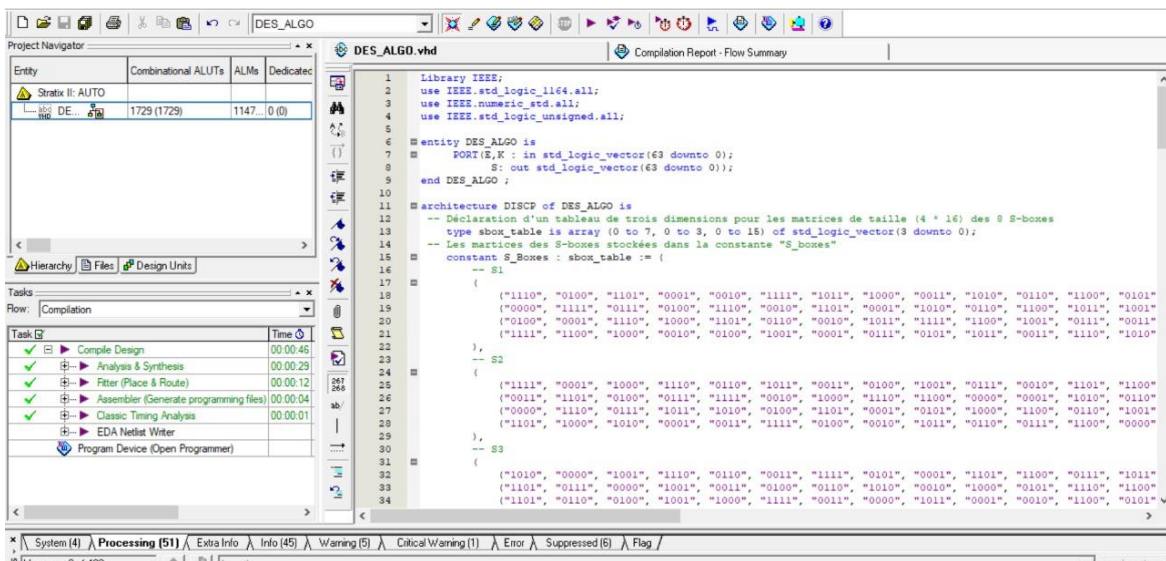 DES_ALGO
Project Navigator
Entity
Combinational ALUTs
ALMs
Dedicated
Stratix II: AUTO
DE...
1729 (1729)
1147...
0 (0)
Hierarchy
Files
Design Units
Tasks
Flow:
Compilation
Task
Time
Compile Design
00:00:46
Analysis & Synthesis
00:00:29
Fitter (Place & Route)
00:00:12
Assembler (Generate programming files)
00:00:04
Classic Timing Analysis
00:00:01
EDA Netlist Writer
Program Device (Open Programmer)
DES_ALGO.vhd
Compilation Report - Flow Summary
267
268
ab/
1 Library IEEE;
2 use IEEE.std_logic_1164.all;
3 use IEEE.numeric_std.all;
4 use IEEE.std_logic_unsigned.all;
5
6 entity DES_ALGO is
7 PORT(E,K : in std_logic_vector(63 downto 0);
8 S: out std_logic_vector(63 downto 0));
9 end DES_ALGO ;
10
11 architecture DISCP of DES_ALGO is
12 -- Déclaration d'un tableau de trois dimensions pour les matrices de taille (4 * 16) des 8 S-boxes
13 type sbox_table is array (0 to 7, 0 to 3, 0 to 15) of std_logic_vector(3 downto 0);
14 -- Les martices des S-boxes stockées dans la constante "S_boxes"
15 constant S_Boxes : sbox_table := (
16 -- S1
17 (
18 ("1110", "0100", "1101", "0001", "0010", "1111", "1011", "1000", "0011", "1010", "0110", "1100", "0101"
19 ("0000", "1111", "0111", "0100", "1110", "0010", "1101", "0001", "1010", "0110", "1100", "1011", "1001"
20 ("0100", "0001", "1110", "1000", "1101", "0110", "0010", "1011", "1111", "1100", "1001", "0111", "0011"
21 ("1111", "1100", "1000", "0010", "0100", "1001", "0001", "0111", "0101", "1011", "0011", "1110", "1010"
22 ),
23 -- S2
24 (
25 ("1111", "0001", "1000", "1110", "0110", "1011", "0011", "0100", "1001", "0111", "0010", "1101", "1100"
26 ("0011", "1101", "0100", "0111", "1111", "0010", "1000", "1110", "1100", "0000", "0001", "1010", "0110"
27 ("0000", "1110", "0111", "1011", "1010", "0100", "1101", "0001", "0101", "1000", "1100", "0110", "1001"
28 ("1101", "1000", "1010", "0001", "0011", "1111", "0100", "0010", "1011", "0110", "0111", "1100", "0000"
29 ),
30 -- S3
31 (
32 ("1010", "0000", "1001", "1110", "0110", "0011", "1111", "0101", "0001", "1101", "1100", "0111", "1011"
33 ("1101", "0111", "0000", "1001", "0011", "0100", "0110", "1010", "0010", "1000", "0101", "1110", "1100"
34 ("1101", "0110", "0100", "1001", "1000", "1111", "0011", "0000", "1011", "0001", "0010", "1100", "0101"
System (4)
Processing (51)
Extra Info
Info (45)
Warning (5)
Critical Warning (1)
Error
Suppressed (6)
Flag